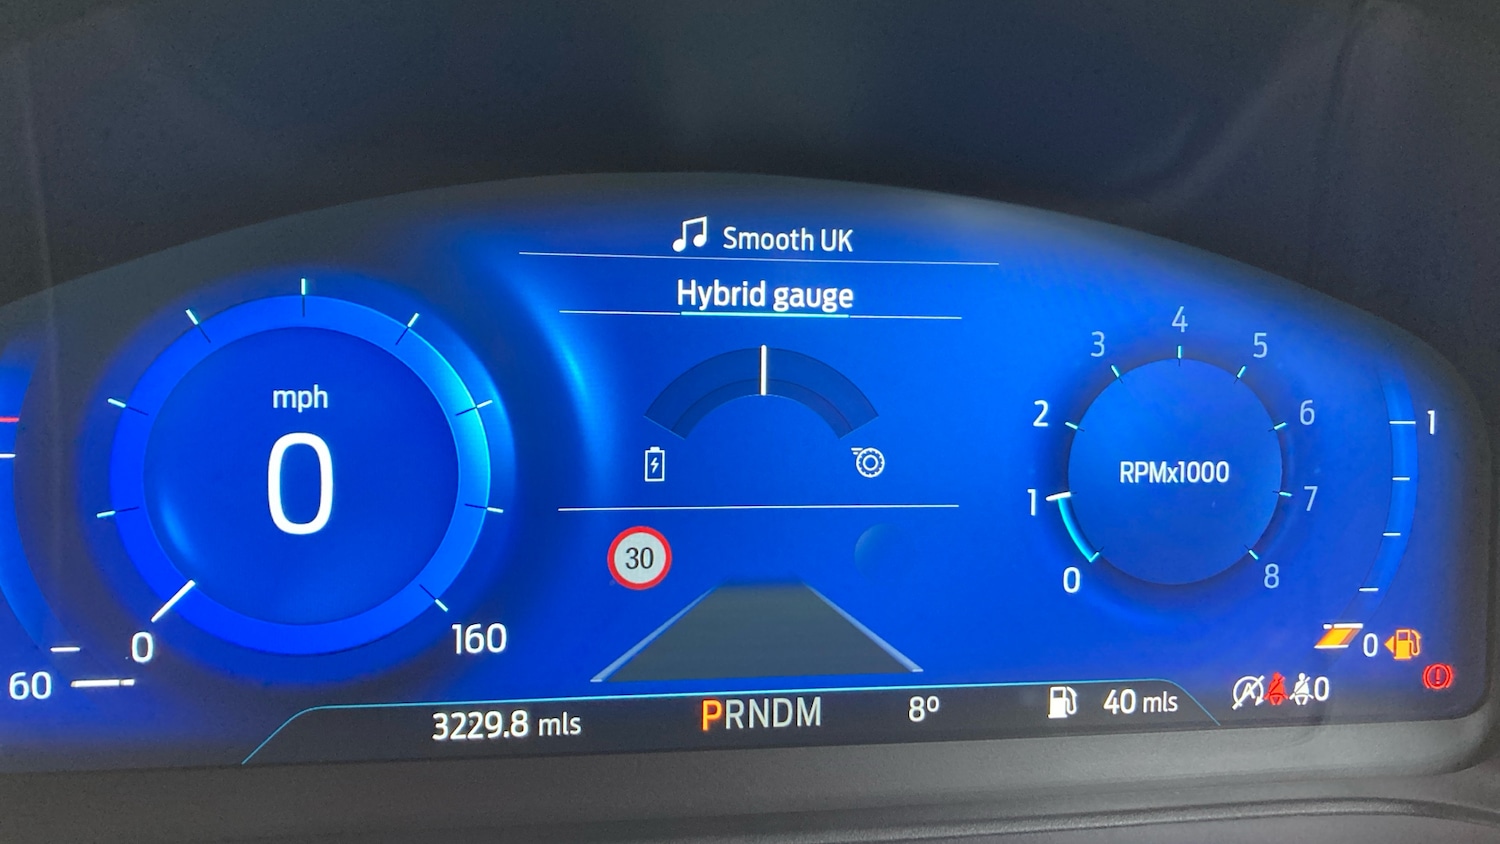 Smooth UK
Hybrid gauge
mph
0
0
160
60
30
RPMx1000
0
1
2
3
4
5
6
7
8
1
0
3229.8 mls
PRNDM
8º
40 mls
A
0